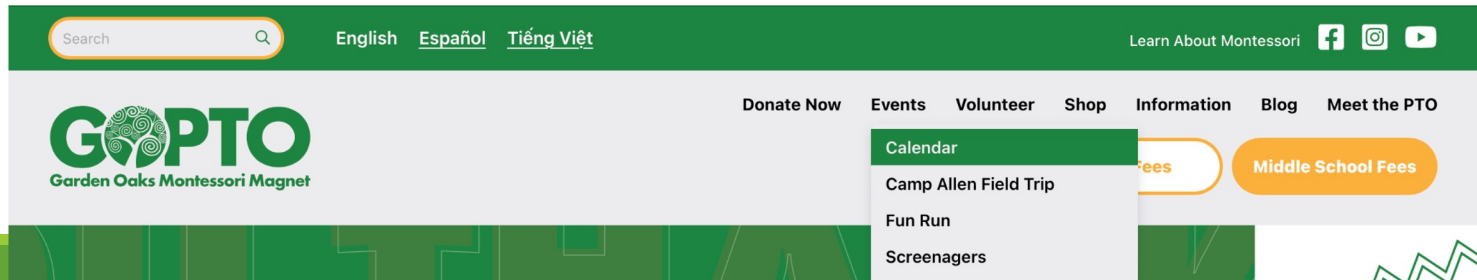 Search English Español Tiếng Việt Learn About Montessori
Donate Now Events Volunteer Shop Information Blog Meet the PTO
GOPTO
Garden Oaks Montessori Magnet
Calendar
Fees Middle School Fees
Camp Allen Field Trip
Fun Run
Screenagers